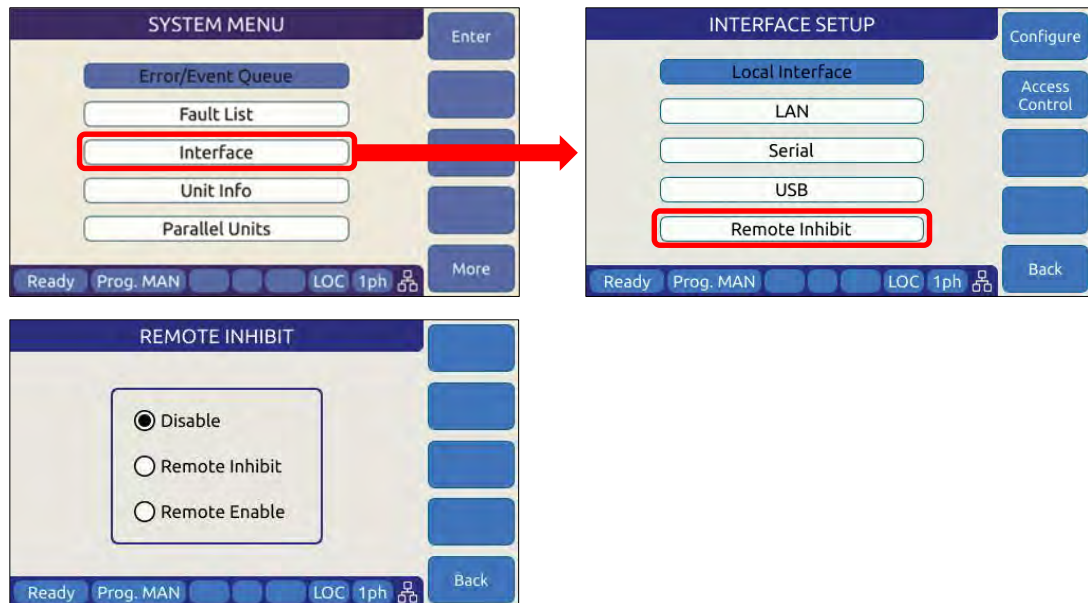 SYSTEM MENU
Enter
Error/Event Queue
Fault List
Interface
Unit Info
Parallel Units
More
Ready Prog. MAN LOC 1ph
INTERFACE SETUP
Configure
Local Interface
Access
Control
LAN
Serial
USB
Remote Inhibit
Back
Ready Prog. MAN LOC 1ph
REMOTE INHIBIT
Disable
Remote Inhibit
Remote Enable
Back
Ready Prog. MAN LOC 1ph